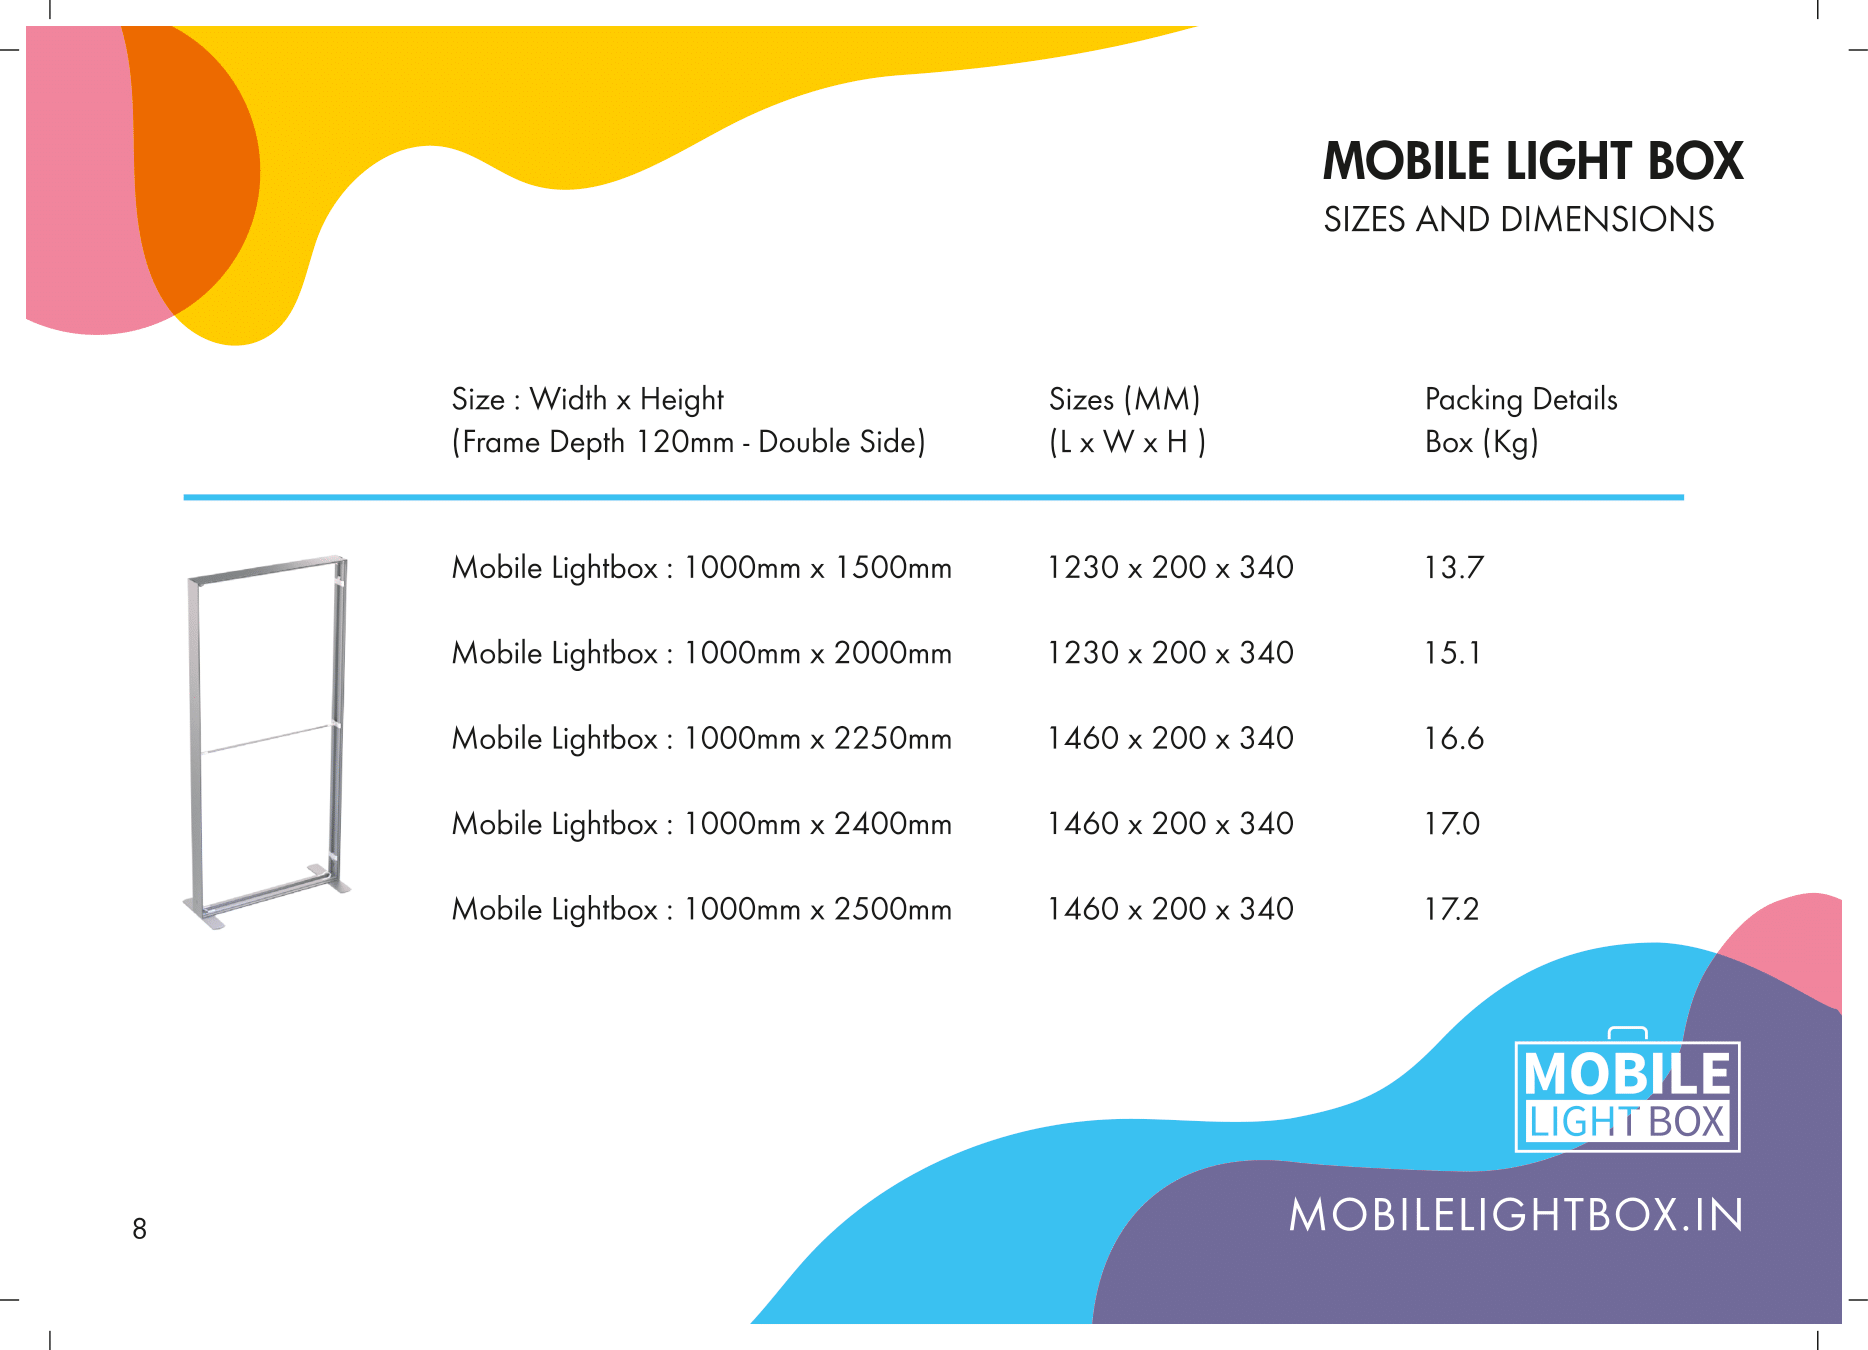 MOBILE LIGHT BOX
SIZES AND DIMENSIONS
Size : Width x Height Sizes (MM) Packing Details
(Frame Depth 120mm - Double Side) (L x W x H ) Box (Kg)
Mobile Lightbox : 1000mm x 1500mm 1230 x 200 x 340 13.7
Mobile Lightbox : 1000mm x 2000mm 1230 x 200 x 340 15.1
Mobile Lightbox : 1000mm x 2250mm 1460 x 200 x 340 16.6
Mobile Lightbox : 1000mm x 2400mm 1460 x 200 x 340 17.0
Mobile Lightbox : 1000mm x 2500mm 1460 x 200 x 340 17.2
MOBILE
LIGHT BOX
MOBILELIGHTBOX.IN
8